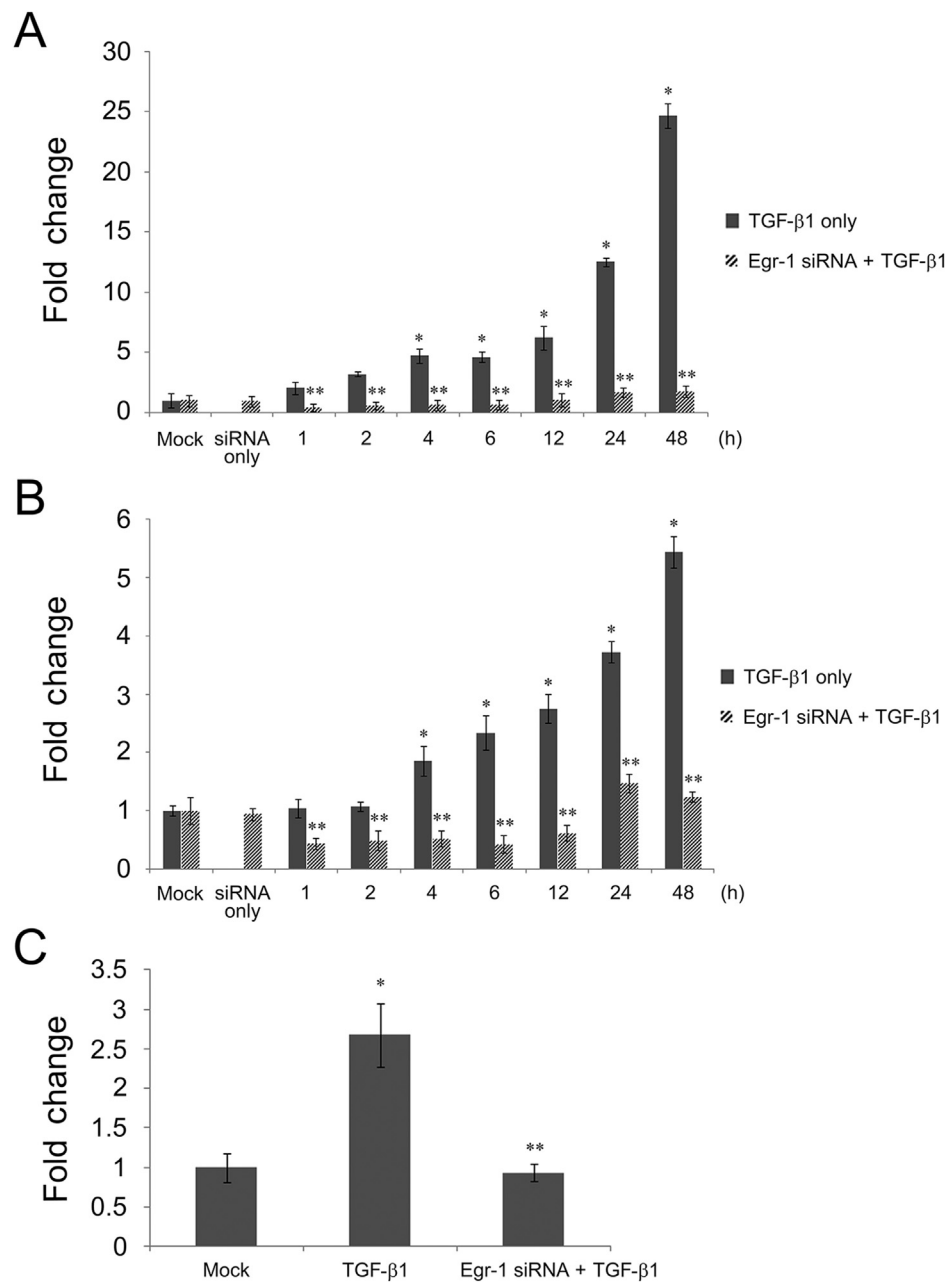 A
Fold change
30
25
20
15
10
5
0
* * * * *
** ** ** ** ** ** **
Mock siRNA only 1 2 4 6 12 24 48 (h)
TGF-β1 only
Egr-1 siRNA + TGF-β1
B
Fold change
6
5
4
3
2
1
0
* * * * *
** ** ** ** ** ** **
Mock siRNA only 1 2 4 6 12 24 48 (h)
TGF-β1 only
Egr-1 siRNA + TGF-β1
C
Fold change
3.5
3
2.5
2
1.5
1
0.5
0
*
**
Mock TGF-β1 Egr-1 siRNA + TGF-β1